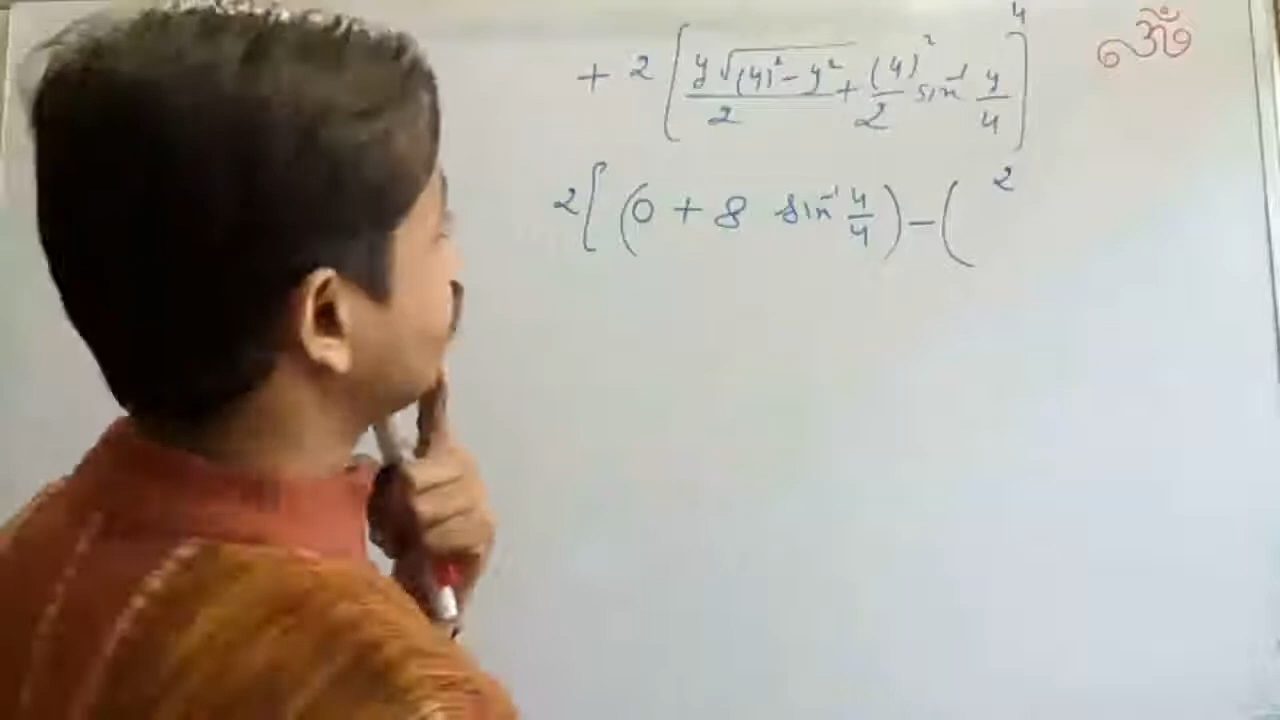 ॐ
+ 2 [ y√((4)² - y²) / 2 + (4)² / 2 sin⁻¹ y/4 ]⁴
2
2 [ (0 + 8 sin⁻¹ 4/4) - (